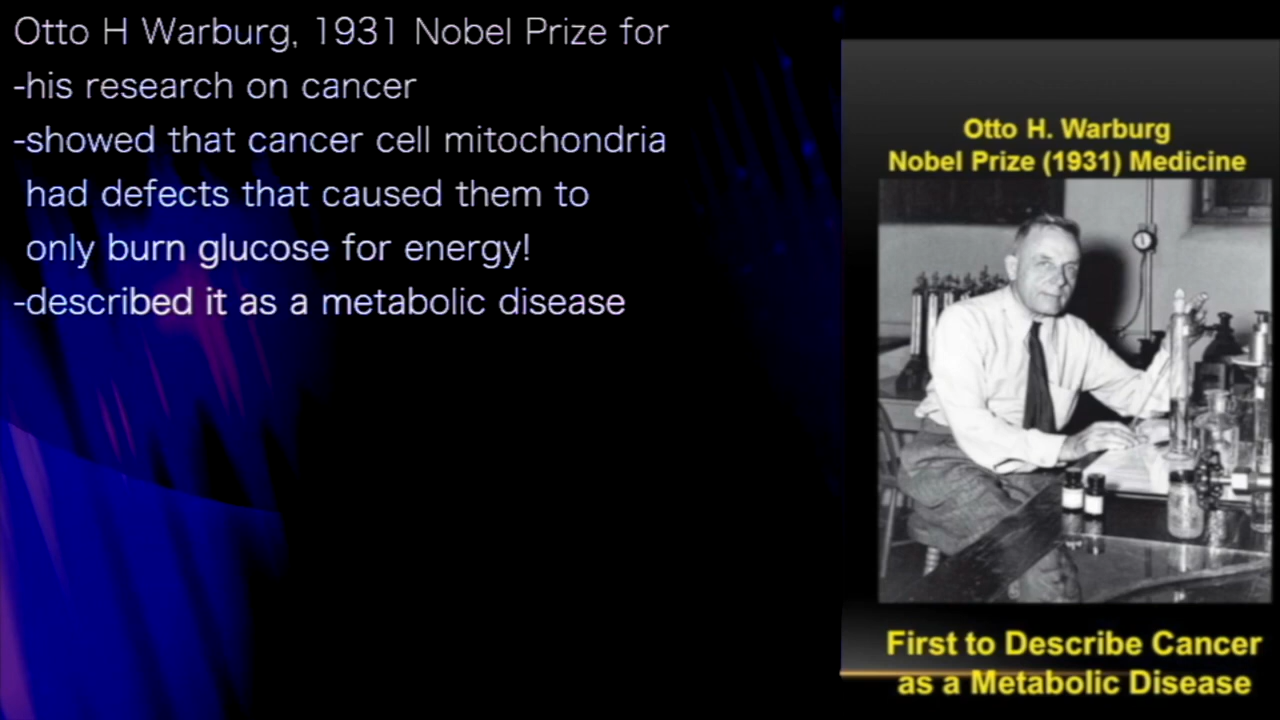 Otto H Warburg, 1931 Nobel Prize for
-his research on cancer
-showed that cancer cell mitochondria
had defects that caused them to
only burn glucose for energy!
-described it as a metabolic disease
Otto H. Warburg
Nobel Prize (1931) Medicine
First to Describe Cancer
as a Metabolic Disease